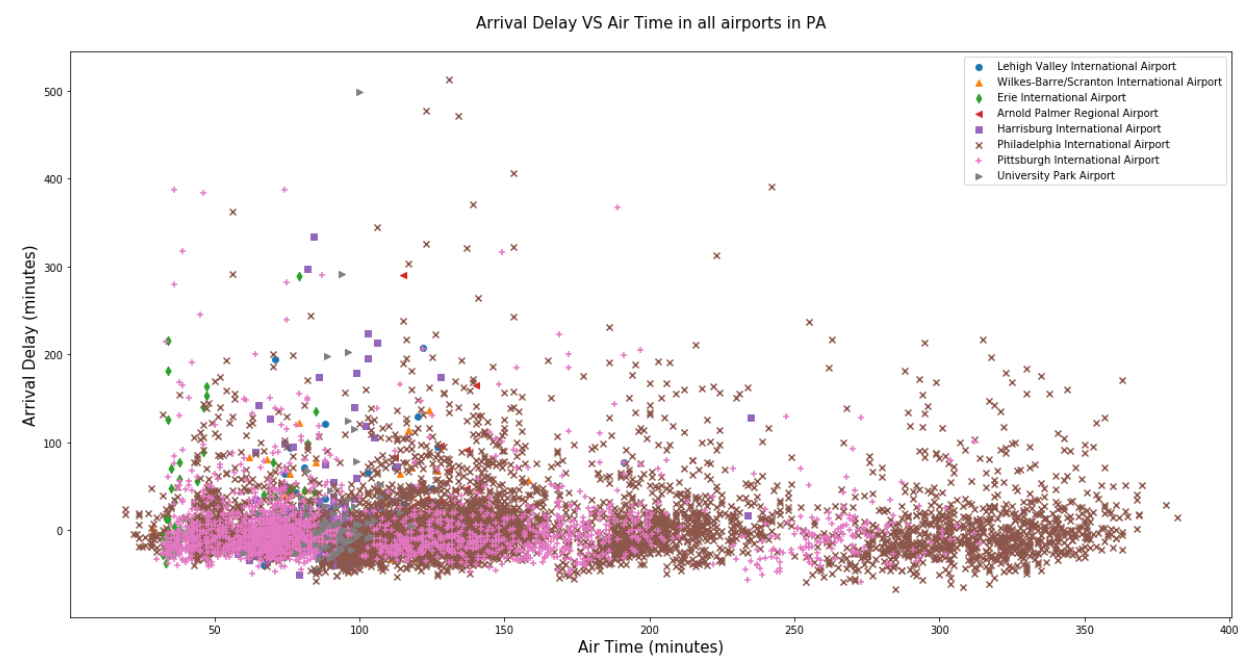 Arrival Delay VS Air Time in all airports in PA
Lehigh Valley International Airport
Wilkes-Barre/Scranton International Airport
Erie International Airport
Arnold Palmer Regional Airport
Harrisburg International Airport
Philadelphia International Airport
Pittsburgh International Airport
University Park Airport
Arrival Delay (minutes)
500
400
300
200
100
0
50
100
150
200
250
300
350
400
Air Time (minutes)